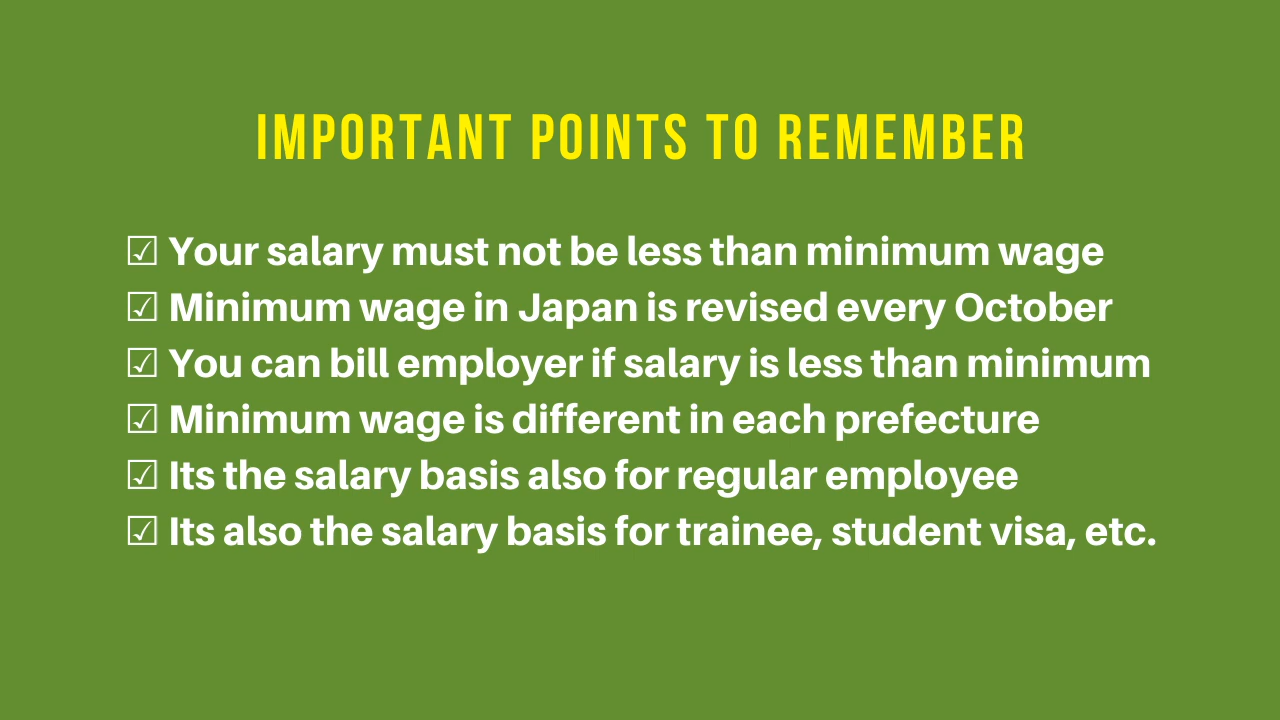 IMPORTANT POINTS TO REMEMBER
☑ Your salary must not be less than minimum wage
☑ Minimum wage in Japan is revised every October
☑ You can bill employer if salary is less than minimum
☑ Minimum wage is different in each prefecture
☑ Its the salary basis also for regular employee
☑ Its also the salary basis for trainee, student visa, etc.